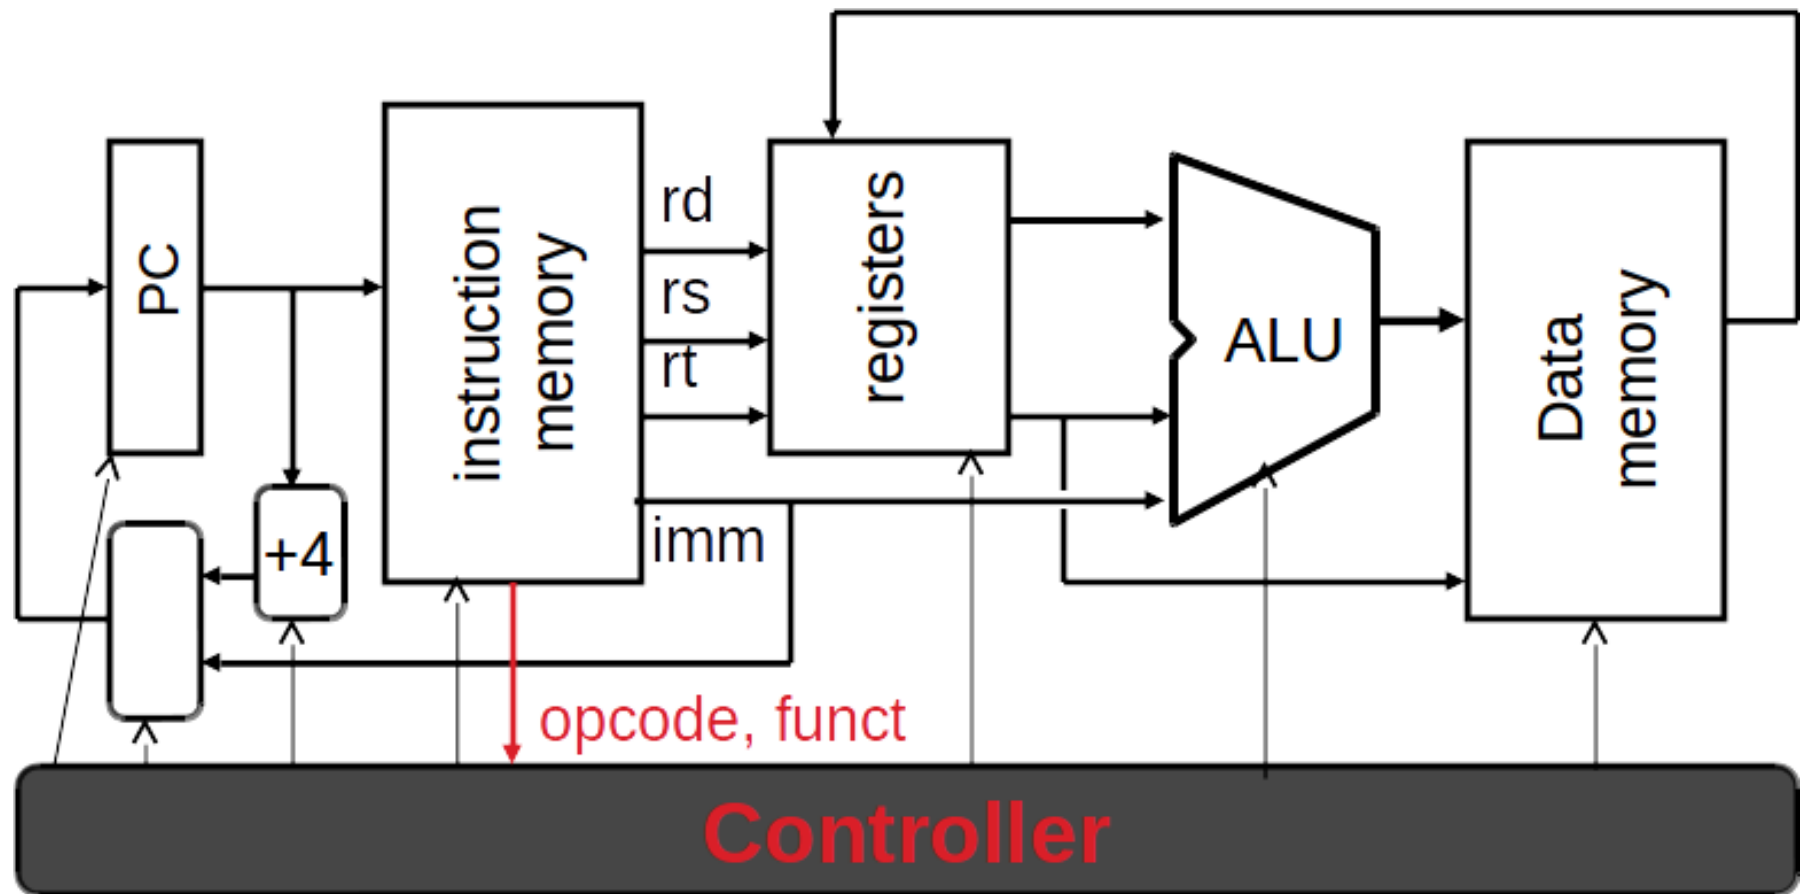 PC
+4
instruction
memory
rd
rs
rt
imm
registers
ALU
Data
memory
opcode, funct
Controller